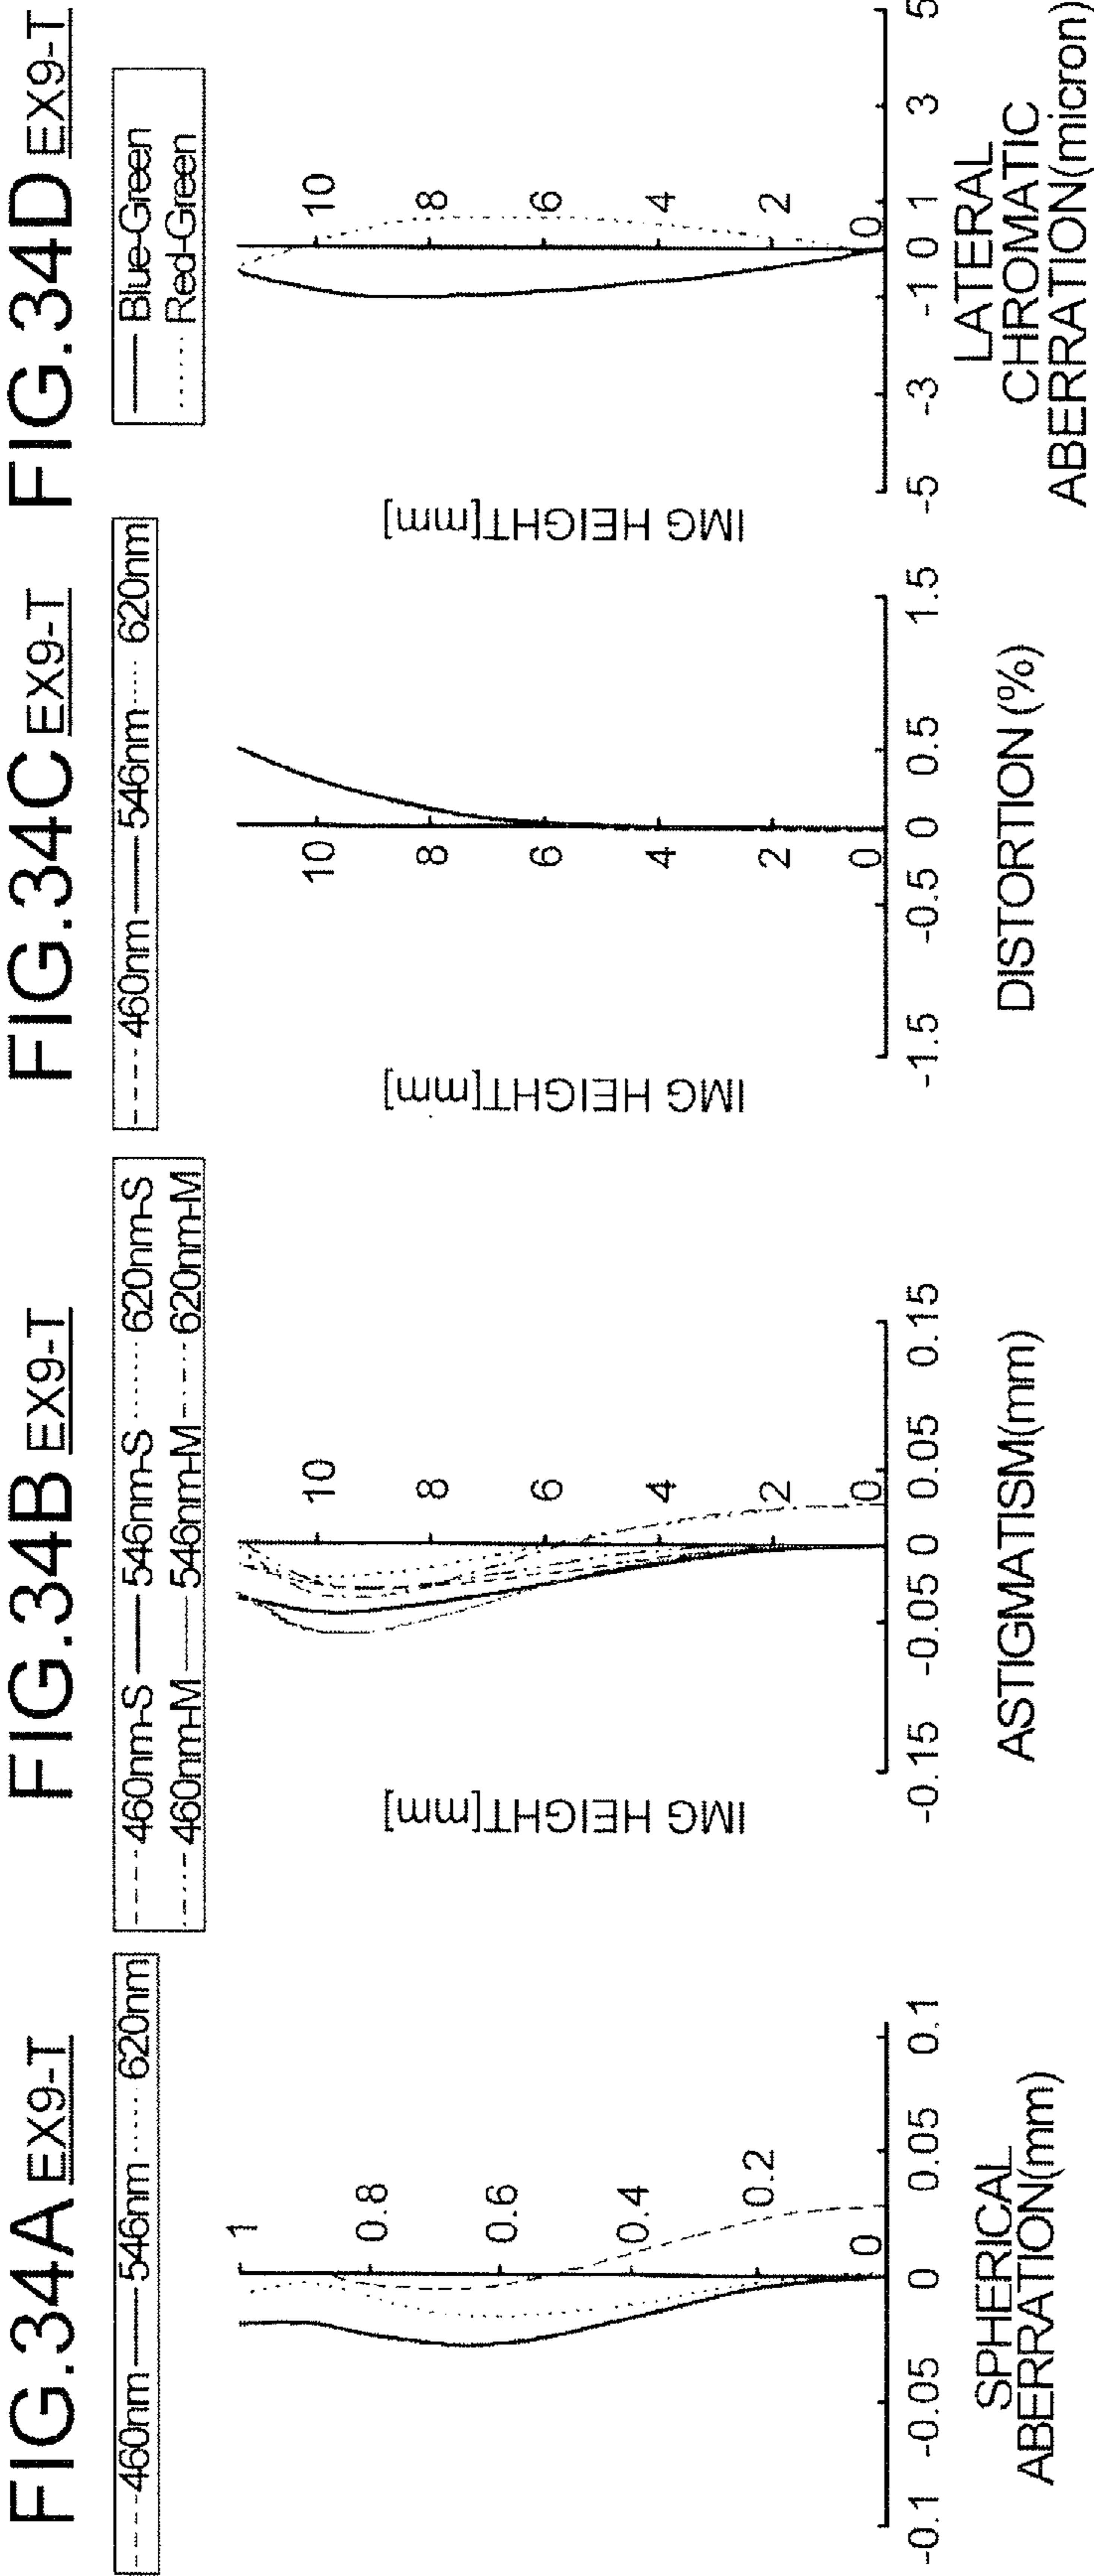 FIG.34A EX9-T
460nm 546nm 620nm
1
0.8
0.6
0.4
0.2
0
-0.1 -0.05 0 0.05 0.1
SPHERICAL
ABERRATION(mm)
FIG.34B EX9-T
460nm-S 546nm-S 620nm-S
460nm-M 546nm-M 620nm-M
IMG HEIGHT[mm]
10
8
6
4
2
0
-0.15 -0.05 0 0.05 0.15
ASTIGMATISM(mm)
FIG.34C EX9-T
460nm 546nm 620nm
IMG HEIGHT[mm]
10
8
6
4
2
0
-1.5 -0.5 0 0.5 1.5
DISTORTION (%)
FIG.34D EX9-T
Blue-Green
Red-Green
IMG HEIGHT[mm]
10
8
6
4
2
0
-5 -3 -1 0 1 3 5
LATERAL
CHROMATIC
ABERRATION(micron)